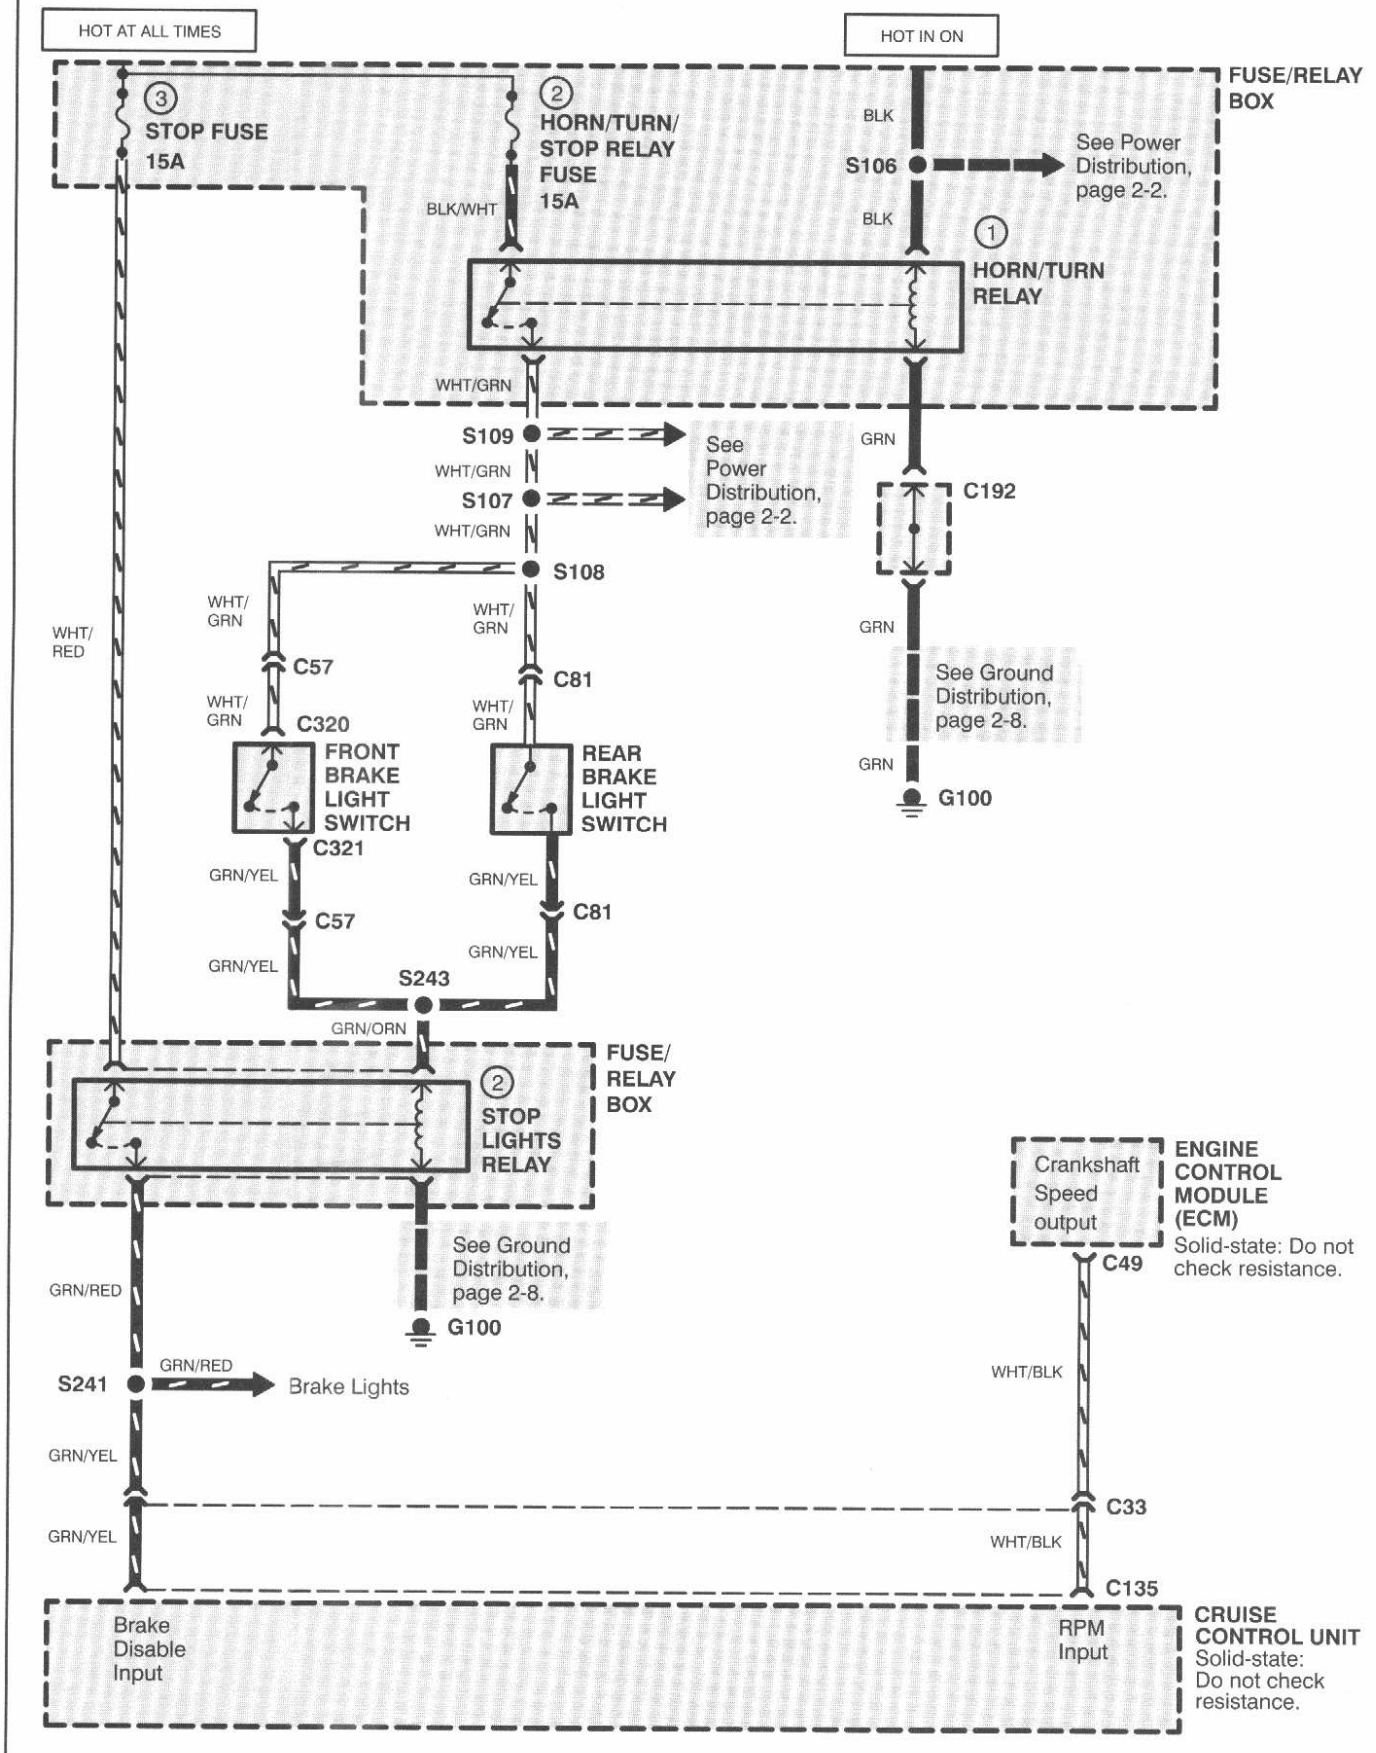 HOT AT ALL TIMES
HOT IN ON
FUSE/RELAY
BOX
3
STOP FUSE
15A
2
HORN/TURN/
STOP RELAY
FUSE
15A
BLK/WHT
BLK
S106
See Power
Distribution,
page 2-2.
BLK
1
HORN/TURN
RELAY
WHT/GRN
S109
WHT/GRN
S107
See
Power
Distribution,
page 2-2.
WHT/GRN
S108
GRN
C192
GRN
See Ground
Distribution,
page 2-8.
GRN
G100
WHT/
RED
WHT/
GRN
C57
WHT/
GRN
C320
FRONT
BRAKE
LIGHT
SWITCH
C321
GRN/YEL
C57
GRN/YEL
WHT/
GRN
C81
WHT/
GRN
REAR
BRAKE
LIGHT
SWITCH
GRN/YEL
C81
GRN/YEL
S243
GRN/ORN
FUSE/
RELAY
BOX
2
STOP
LIGHTS
RELAY
See Ground
Distribution,
page 2-8.
G100
GRN/RED
S241
GRN/RED
Brake Lights
GRN/YEL
GRN/YEL
Crankshaft
Speed
output
ENGINE
CONTROL
MODULE
(ECM)
Solid-state: Do not
check resistance.
C49
WHT/BLK
C33
WHT/BLK
C135
Brake
Disable
Input
RPM
Input
CRUISE
CONTROL UNIT
Solid-state:
Do not check
resistance.